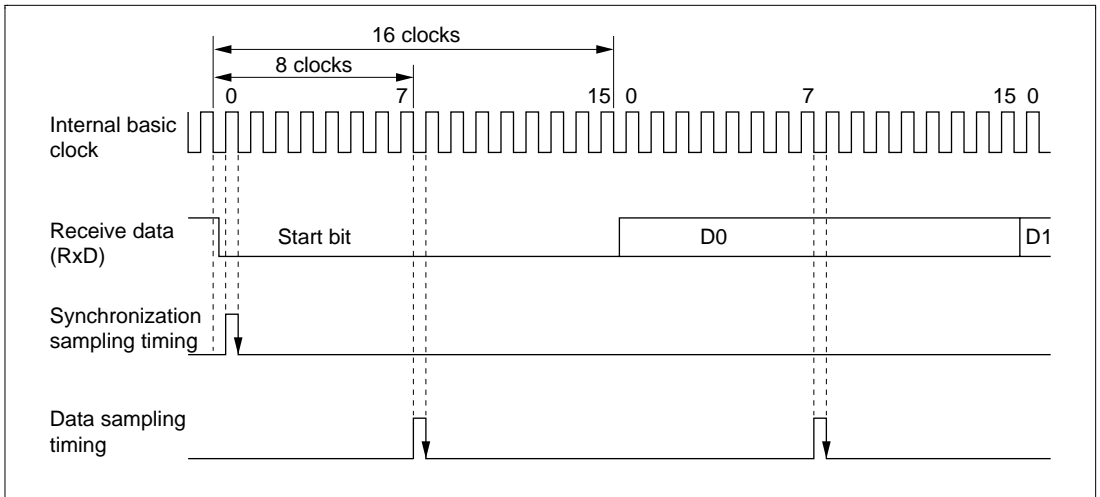 16 clocks
8 clocks
0 7 15 0 7 15 0
Internal basic
clock
Receive data
(RxD)
Start bit D0 D1
Synchronization
sampling timing
Data sampling
timing